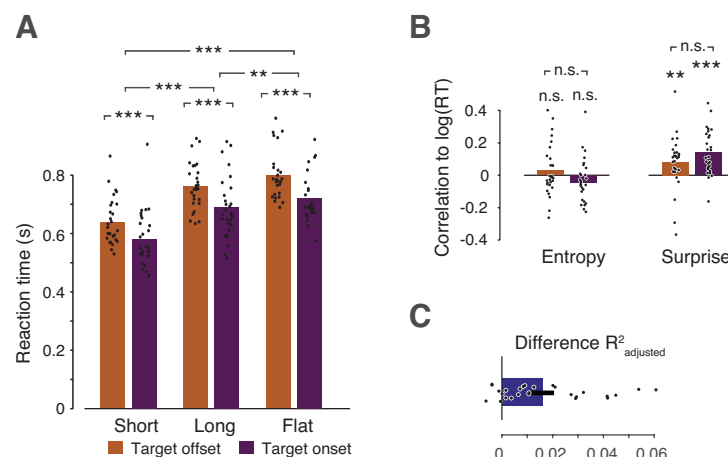 A
***
***
**
***
***
***
Reaction time (s)
0.8
0.6
0.4
0.2
0
Short Long Flat
Target offset Target onset
B
n.s.
***
n.s.
**
n.s. n.s.
Correlation to log(RT)
0.4
0.2
0
-0.2
-0.4
Entropy Surprise
C
Difference R²adjusted
0 0.02 0.04 0.06